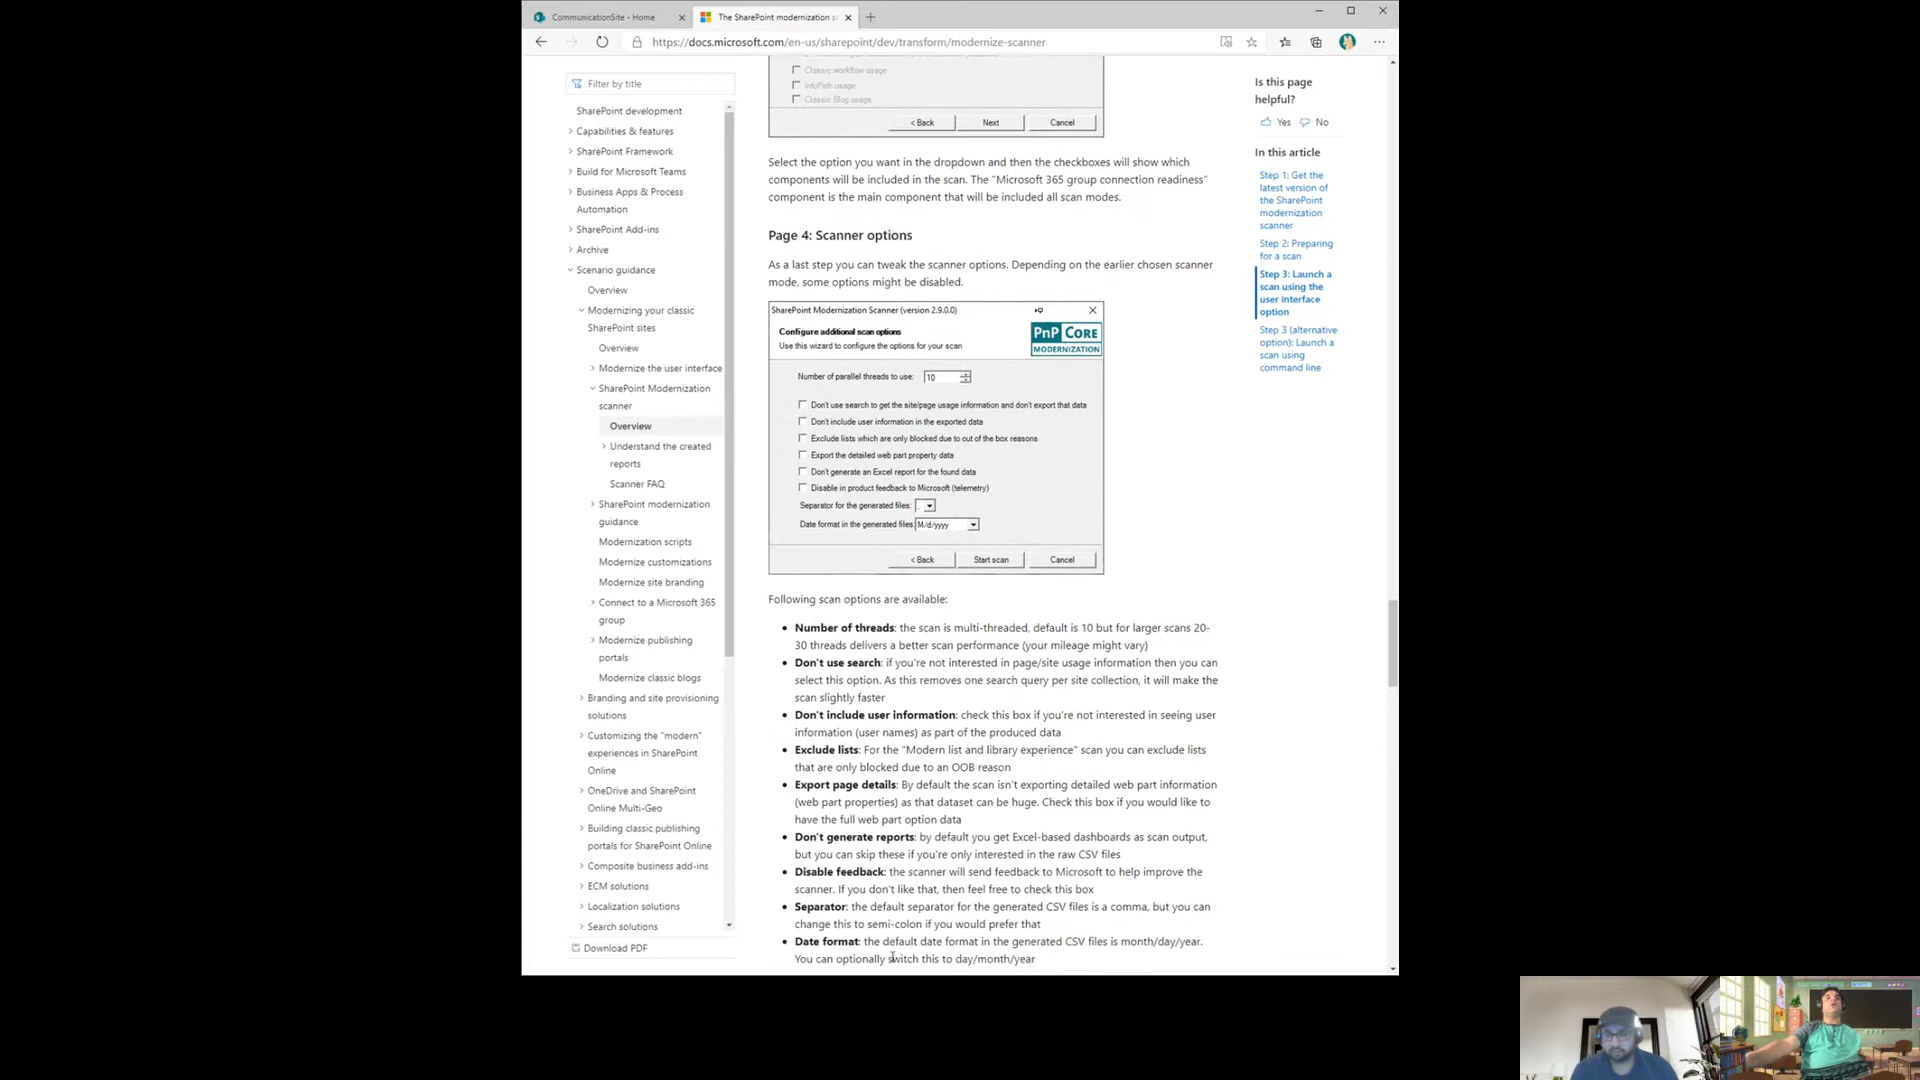 CommunicationSite - Home
The SharePoint modernization s
https://docs.microsoft.com/en-us/sharepoint/dev/transform/modernize-scanner
Filter by title
SharePoint development
Capabilities & features
SharePoint Framework
Build for Microsoft Teams
Business Apps & Process
Automation
SharePoint Add-ins
Archive
Scenario guidance
Overview
Modernizing your classic
SharePoint sites
Overview
Modernize the user interface
SharePoint Modernization
scanner
Overview
Understand the created
reports
Scanner FAQ
SharePoint modernization
guidance
Modernization scripts
Modernize customizations
Modernize site branding
Connect to a Microsoft 365
group
Modernize publishing
portals
Modernize classic blogs
Branding and site provisioning
solutions
Customizing the "modern"
experiences in SharePoint
Online
OneDrive and SharePoint
Online Multi-Geo
Building classic publishing
portals for SharePoint Online
Composite business add-ins
ECM solutions
Localization solutions
Search solutions
Download PDF
Classic workflow usage
InfoPath usage
Classic Blog usage
< Back Next Cancel
Select the option you want in the dropdown and then the checkboxes will show which
components will be included in the scan. The "Microsoft 365 group connection readiness"
component is the main component that will be included all scan modes.
Page 4: Scanner options
As a last step you can tweak the scanner options. Depending on the earlier chosen scanner
mode, some options might be disabled.
SharePoint Modernization Scanner (version 2.9.0.0)
Configure additional scan options
Use this wizard to configure the options for your scan
PnP Core
MODERNIZATION
Number of parallel threads to use: 10
Don't use search to get the site/page usage information and don't export that data
Don't include user information in the exported data
Exclude lists which are only blocked due to out of the box reasons
Export the detailed web part property data
Don't generate an Excel report for the found data
Disable in product feedback to Microsoft (telemetry)
Separator for the generated files: ,
Date format in the generated files: M/d/yyyy
< Back Start scan Cancel
Following scan options are available:
• Number of threads: the scan is multi-threaded, default is 10 but for larger scans 20-
30 threads delivers a better scan performance (your mileage might vary)
• Don't use search: if you're not interested in page/site usage information then you can
select this option. As this removes one search query per site collection, it will make the
scan slightly faster
• Don't include user information: check this box if you're not interested in seeing user
information (user names) as part of the produced data
• Exclude lists: For the "Modern list and library experience" scan you can exclude lists
that are only blocked due to an OOB reason
• Export page details: By default the scan isn't exporting detailed web part information
(web part properties) as that dataset can be huge. Check this box if you would like to
have the full web part option data
• Don't generate reports: by default you get Excel-based dashboards as scan output,
but you can skip these if you're only interested in the raw CSV files
• Disable feedback: the scanner will send feedback to Microsoft to help improve the
scanner. If you don't like that, then feel free to check this box
• Separator: the default separator for the generated CSV files is a comma, but you can
change this to semi-colon if you would prefer that
• Date format: the default date format in the generated CSV files is month/day/year.
You can optionally switch this to day/month/year
Is this page
helpful?
Yes No
In this article
Step 1: Get the
latest version of
the SharePoint
modernization
scanner
Step 2: Preparing
for a scan
Step 3: Launch a
scan using the
user interface
option
Step 3 (alternative
option): Launch a
scan using
command line